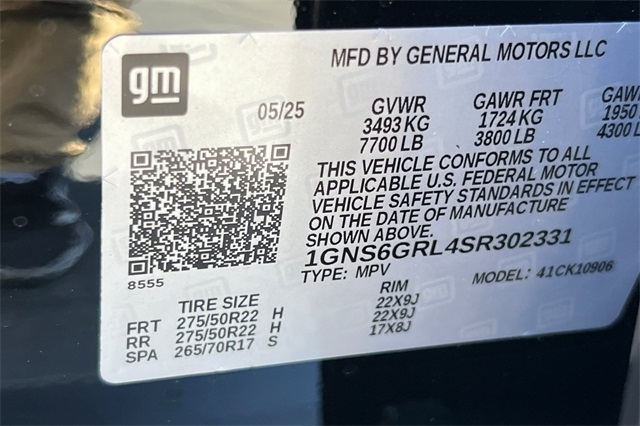 gm
MFD BY GENERAL MOTORS LLC
05/25
GVWR GAWR FRT GAW
3493 KG 1724 KG 1950
7700 LB 3800 LB 4300 L
THIS VEHICLE CONFORMS TO ALL
APPLICABLE U.S. FEDERAL MOTOR
VEHICLE SAFETY STANDARDS IN EFFECT
ON THE DATE OF MANUFACTURE
SHOWN ABOVE.
1GNS6GRL4SR302331
TYPE: MPV MODEL: 41CK10906
8555
TIRE SIZE RIM
FRT 275/50R22 H 22X9J
RR 275/50R22 H 22X9J
SPA 265/70R17 S 17X8J